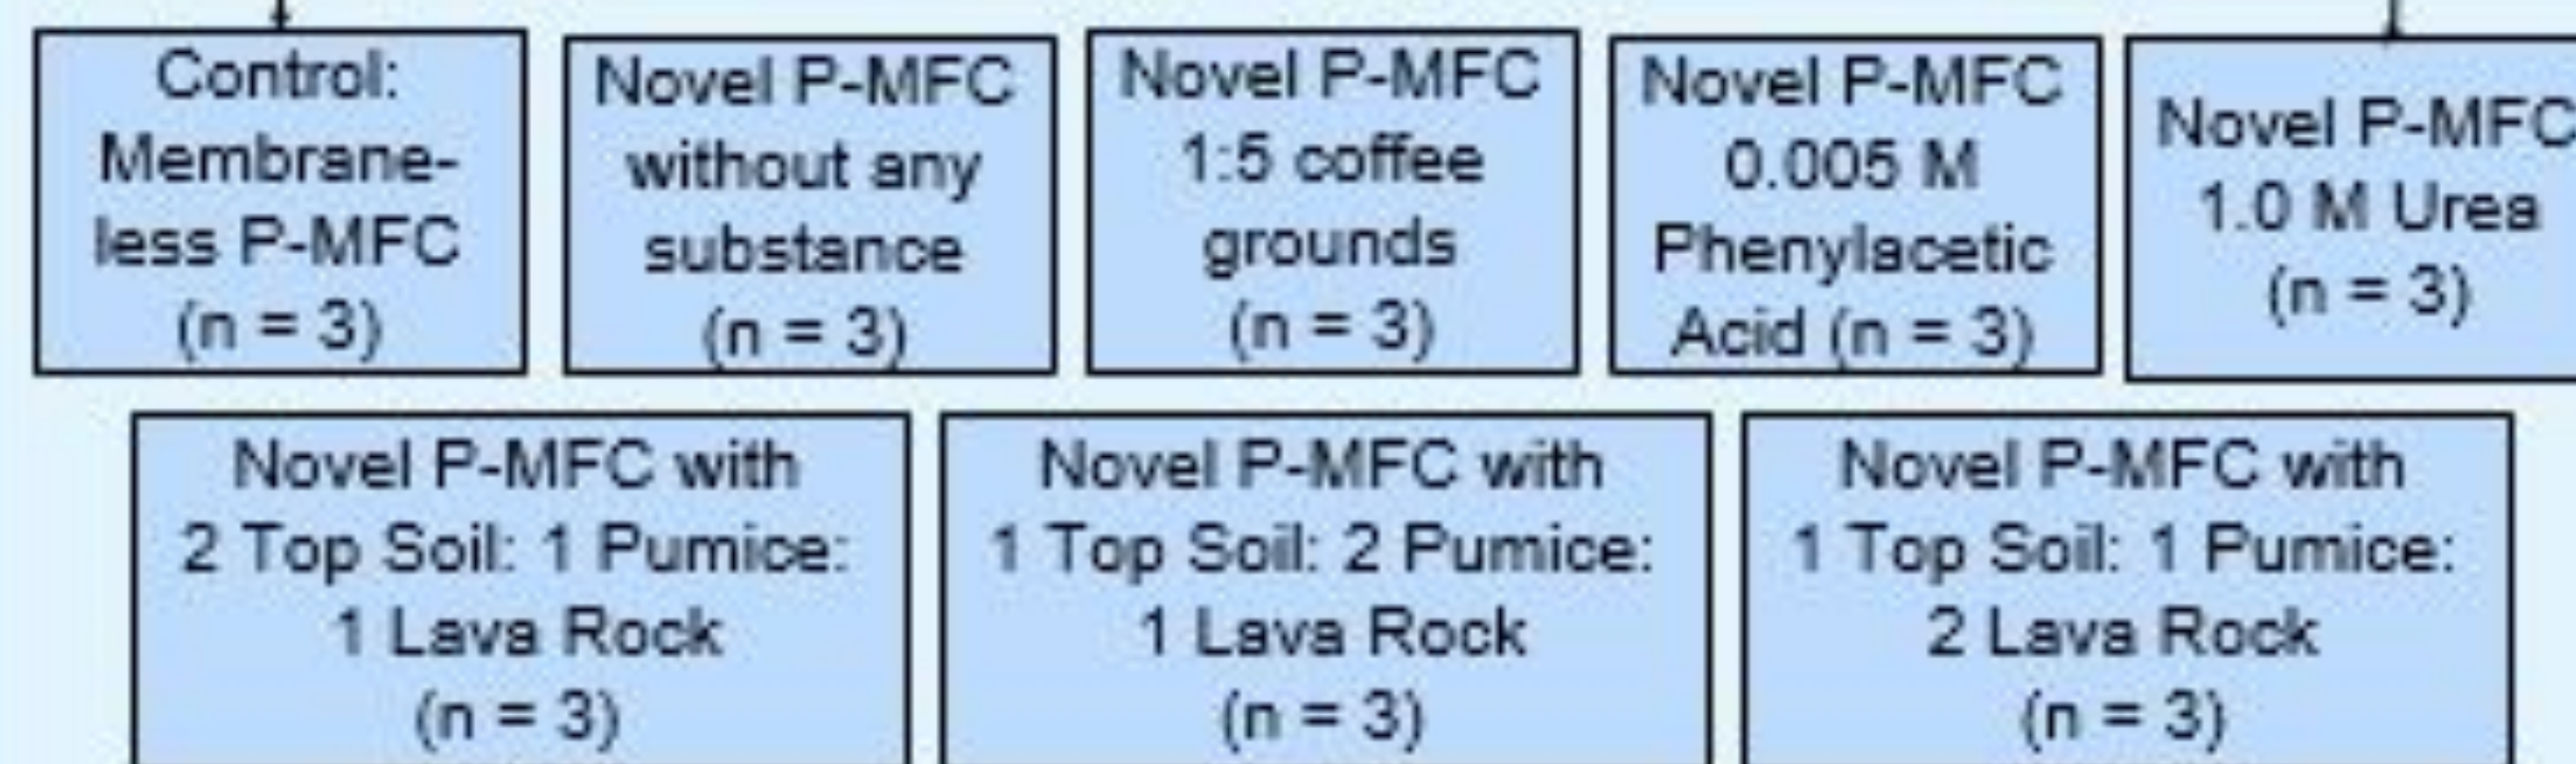 Control:
Membrane-
less P-MFC
(n = 3)
Novel P-MFC
without any
substance
(n = 3)
Novel P-MFC
1:5 coffee
grounds
(n = 3)
Novel P-MFC
0.005 M
Phenylacetic
Acid (n = 3)
Novel P-MFC
1.0 M Urea
(n = 3)
Novel P-MFC with
2 Top Soil: 1 Pumice:
1 Lava Rock
(n = 3)
Novel P-MFC with
1 Top Soil: 2 Pumice:
1 Lava Rock
(n = 3)
Novel P-MFC with
1 Top Soil: 1 Pumice:
2 Lava Rock
(n = 3)